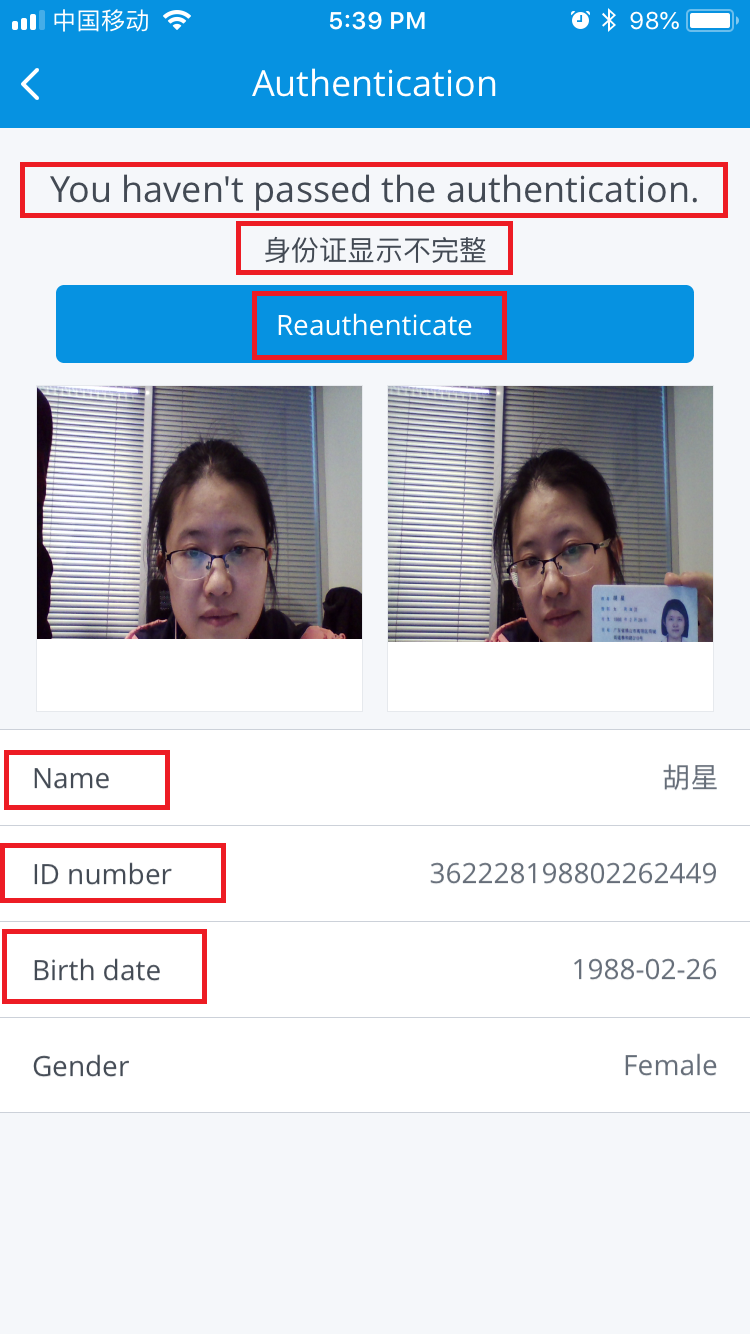 中国移动 5:39 PM 98%
Authentication
You haven't passed the authentication.
身份证显示不完整
Reauthenticate
Name 胡星
ID number 362228198802262449
Birth date 1988-02-26
Gender Female